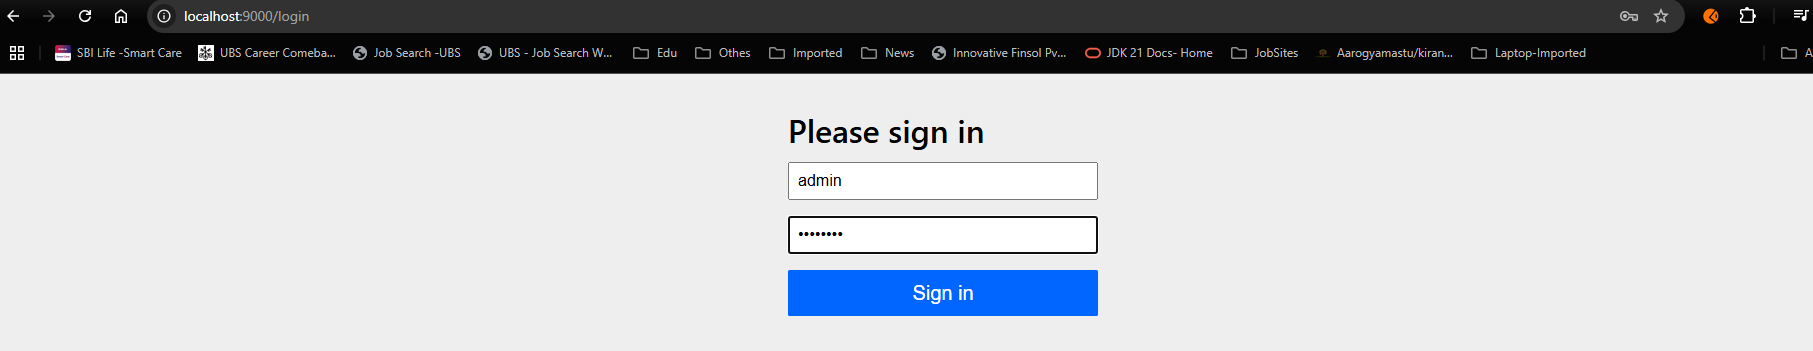 localhost:9000/login
SBI Life -Smart Care UBS Career Comeba... Job Search -UBS UBS - Job Search W... Edu Othes Imported News Innovative Finsol Pv... JDK 21 Docs- Home JobSites Aarogyamastu/kiran... Laptop-Imported A
Please sign in
admin
••••••••
Sign in